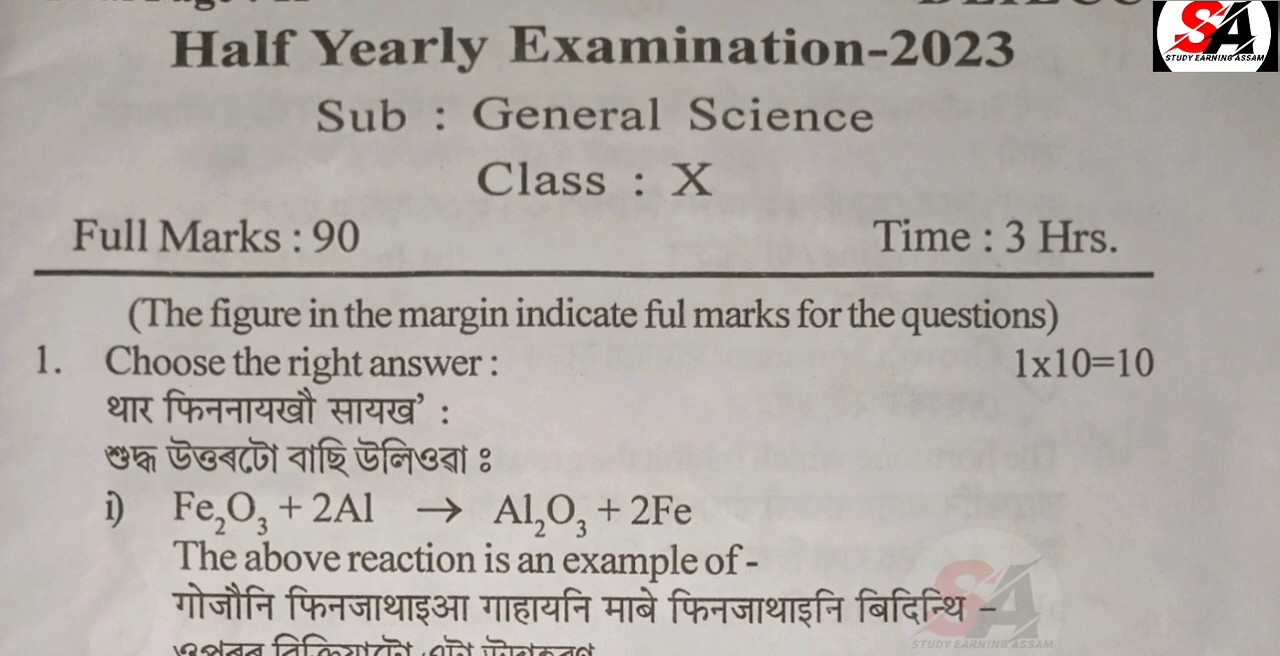 Half Yearly Examination-2023
Sub : General Science
Class : X
Full Marks : 90 Time : 3 Hrs.
(The figure in the margin indicate ful marks for the questions)
1. Choose the right answer : 1x10=10
थार फिननायखौ सायख’ :
শুদ্ধ উত্তৰটো বাছি উলিওৱা ঃ
i) Fe₂O₃ + 2Al → Al₂O₃ + 2Fe
The above reaction is an example of -
गोजौनि फिनजाथाइआ गाहायनि माबे फिनजाथाइनि बिदिन्थि –
SA
STUDY EARNING ASSAM
SA
STUDY EARNING ASSAM